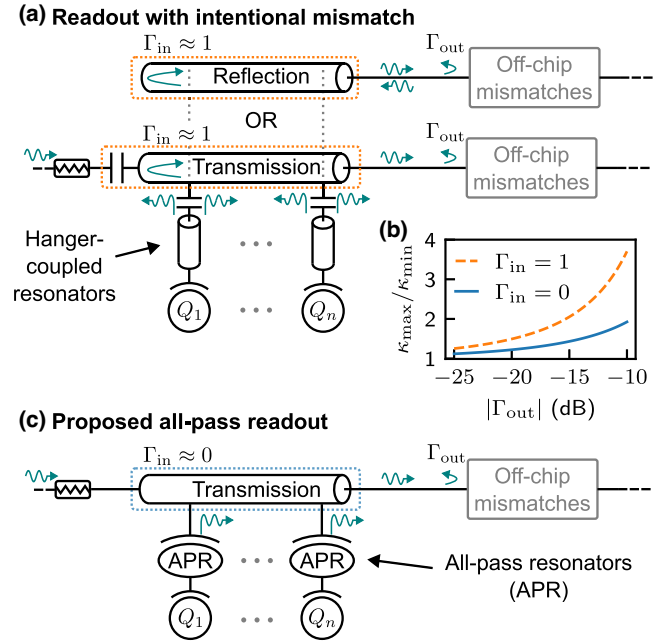 (a) Readout with intentional mismatch
Γin ≈ 1
Reflection
Γout
Off-chip
mismatches
OR
Γin ≈ 1
Transmission
Γout
Off-chip
mismatches
Hanger-
coupled
resonators
Q1
Qn
(b)
κmax/κmin
4
3
2
1
Γin = 1
Γin = 0
−25
−20
−15
−10
|Γout| (dB)
(c) Proposed all-pass readout
Γin ≈ 0
Transmission
Γout
Off-chip
mismatches
APR
APR
All-pass resonators
(APR)
Q1
Qn